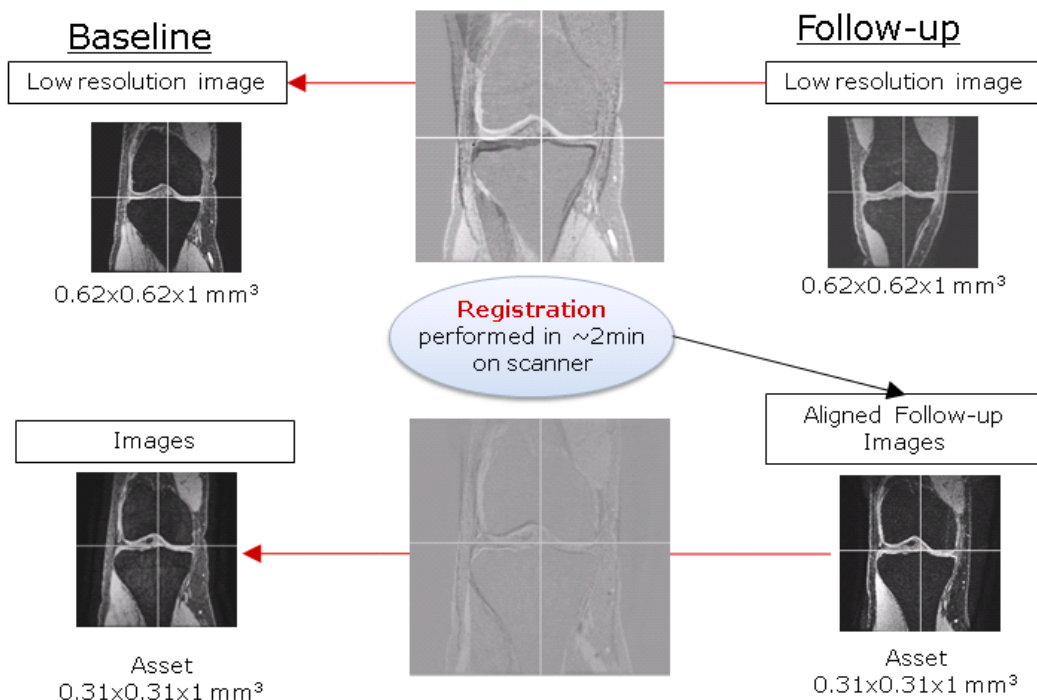 Baseline
Follow-up
Low resolution image
Low resolution image
0.62x0.62x1 mm³
0.62x0.62x1 mm³
Registration
performed in ~2min
on scanner
Images
Aligned Follow-up
Images
Asset
0.31x0.31x1 mm³
Asset
0.31x0.31x1 mm³